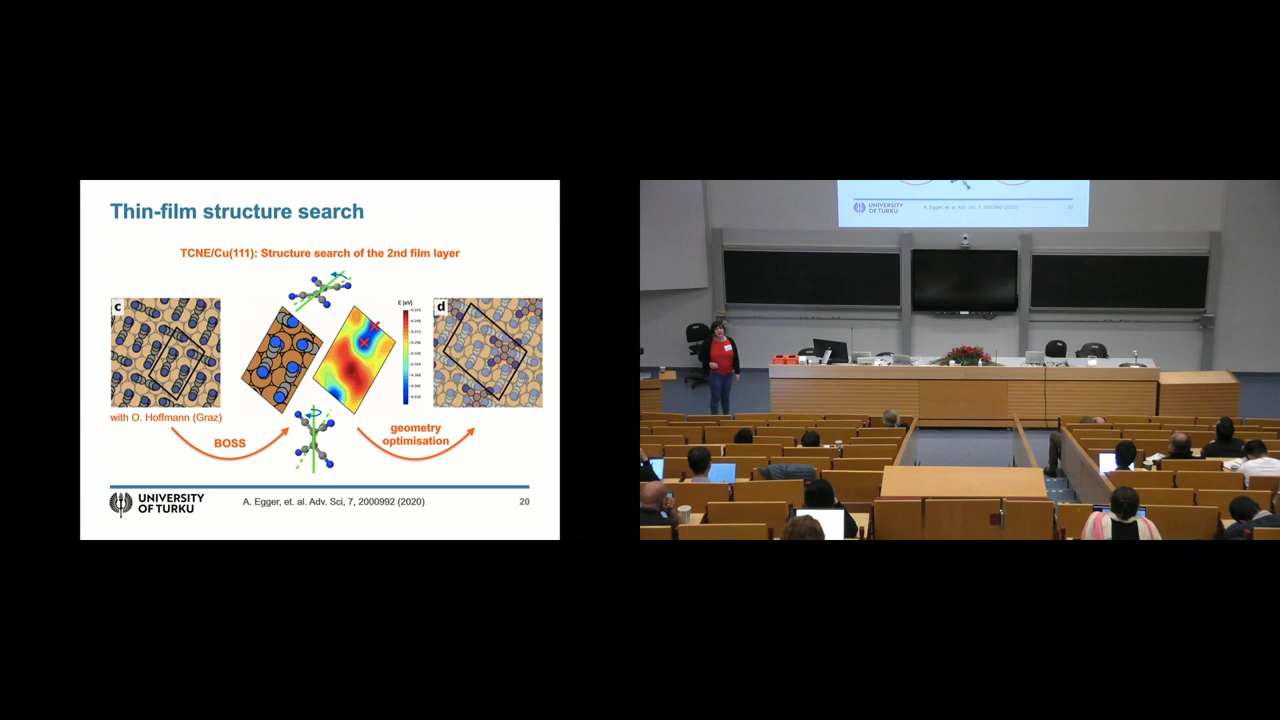 Thin-film structure search
TCNE/Cu(111): Structure search of the 2nd film layer
c
E [eV]
d
with O. Hoffmann (Graz)
BOSS
geometry
optimisation
UNIVERSITY
OF TURKU
A. Egger, et. al. Adv. Sci, 7, 2000992 (2020)
20
UNIVERSITY
OF TURKU
A. Egger, et. al. Adv. Sci, 7, 2000992 (2020)